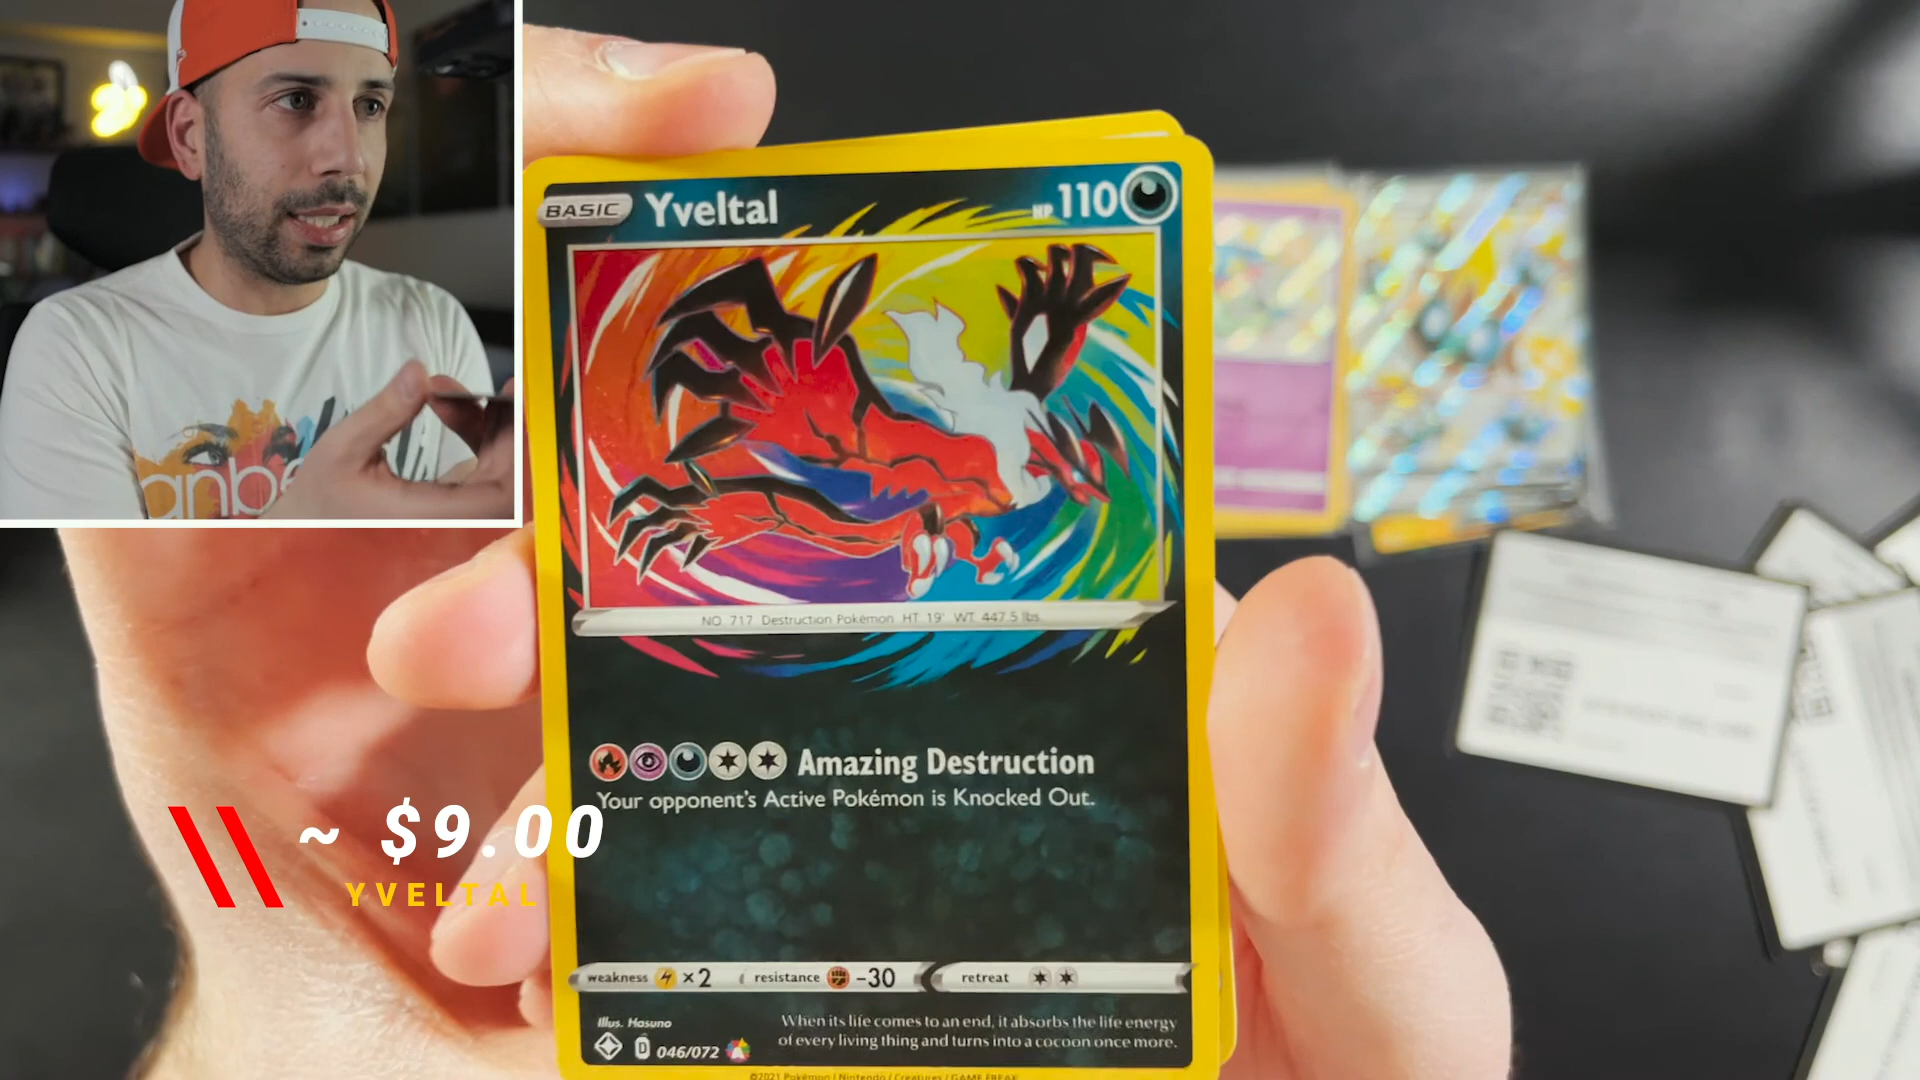 BASIC Yveltal HP 110
NO. 717 Destruction Pokémon HT 19' WT 447.5 lbs.
Amazing Destruction
Your opponent's Active Pokémon is Knocked Out.
~ $9.00
YVELTAL
weakness ×2 resistance -30 retreat
Illus. Hasuno
When its life comes to an end, it absorbs the life energy
of every living thing and turns into a cocoon once more.
D 046/072 A
©2021 Pokémon / Nintendo / Creatures / GAME FREAK
anbe